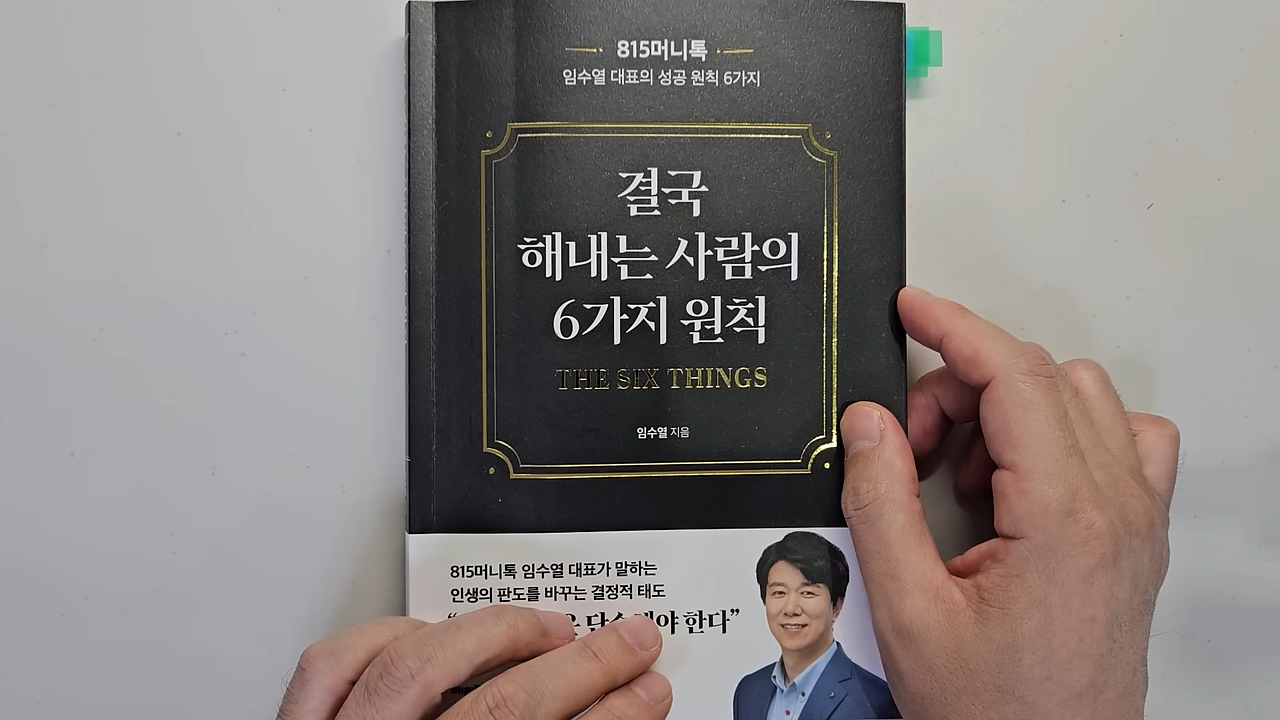 815머니톡
임수열 대표의 성공 원칙 6가지
결국
해내는 사람의
6가지 원칙
THE SIX THINGS
임수열 지음
815머니톡 임수열 대표가 말하는
인생의 판도를 바꾸는 결정적 태도
한다”